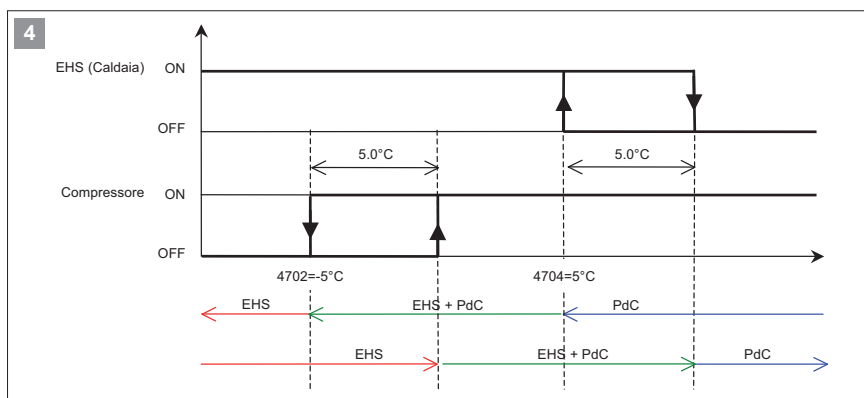 4
EHS (Caldaia) ON
OFF
5.0°C 5.0°C
Compressore ON
OFF
4702=-5°C 4704=5°C
EHS EHS + PdC PdC
EHS EHS + PdC PdC